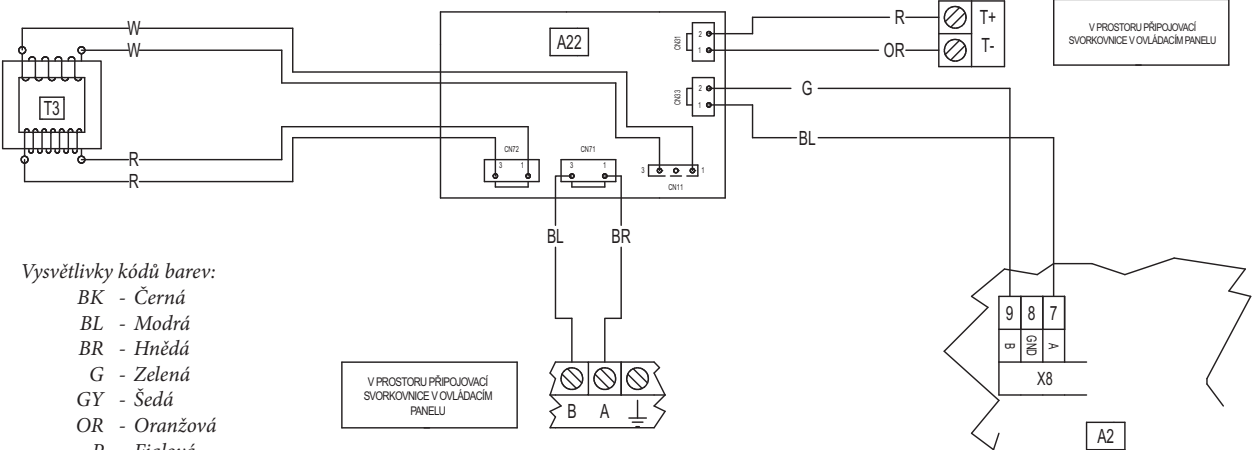 W
W
T3
R
R
A22
CN31
2
1
CN33
2
1
CN72
3
1
CN71
3
1
3
1
CN11
R
OR
T+
T-
V PROSTORU PŘIPOJOVACÍ
SVORKOVNICE V OVLÁDACÍM PANELU
G
BL
BL
BR
V PROSTORU PŘIPOJOVACÍ
SVORKOVNICE V OVLÁDACÍM
PANELU
B A
9 8 7
B GND A
X8
A2
Vysvětlivky kódů barev:
BK - Černá
BL - Modrá
BR - Hnědá
G - Zelená
GY - Šedá
OR - Oranžová